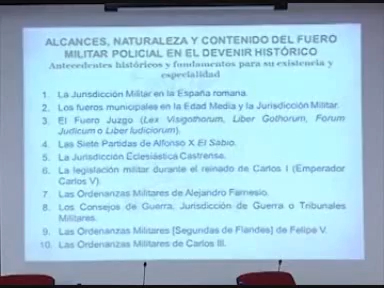 ALCANCES, NATURALEZA Y CONTENIDO DEL FUERO
MILITAR POLICIAL EN EL DEVENIR HISTÓRICO
Antecedentes históricos y fundamentos para su existencia y
especialidad
1. La Jurisdicción Militar en la España romana.
2. Los fueros municipales en la Edad Media y la Jurisdicción Militar.
3. El Fuero Juzgo (Lex Visigothorum, Liber Gothorum, Forum
Judicum o Liber Iudiciorum).
4. Las Siete Partidas de Alfonso X El Sabio.
5. La Jurisdicción Eclesiástica Castrense.
6. La legislación militar durante el reinado de Carlos I (Emperador
Carlos V).
7. Las Ordenanzas Militares de Alejandro Farnesio.
8. Los Consejos de Guerra, Jurisdicción de Guerra o Tribunales
Militares.
9. Las Ordenanzas Militares [Segundas de Flandes] de Felipe V.
10. Las Ordenanzas Militares de Carlos III.